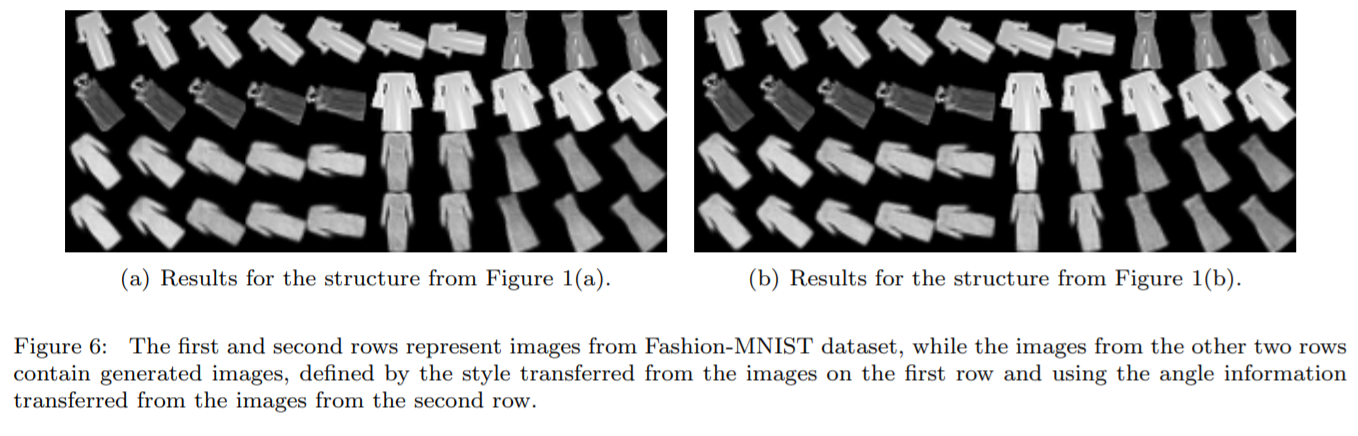 (a) Results for the structure from Figure 1(a).
(b) Results for the structure from Figure 1(b).
Figure 6: The first and second rows represent images from Fashion-MNIST dataset, while the images from the other two rows
contain generated images, defined by the style transferred from the images on the first row and using the angle information
transferred from the images from the second row.